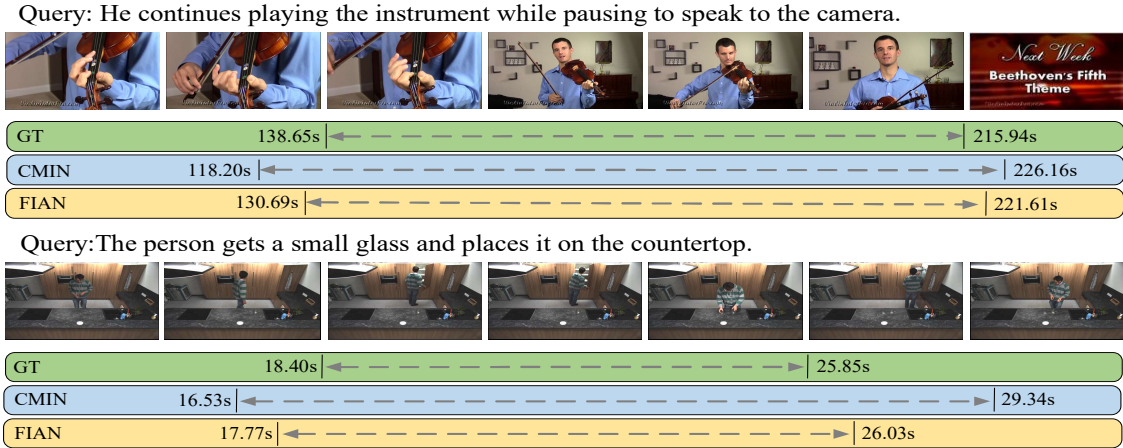 Query: He continues playing the instrument while pausing to speak to the camera.
Next Week
Beethoven's Fifth
Theme
GT 138.65s 215.94s
CMIN 118.20s 226.16s
FIAN 130.69s 221.61s
Query:The person gets a small glass and places it on the countertop.
GT 18.40s 25.85s
CMIN 16.53s 29.34s
FIAN 17.77s 26.03s